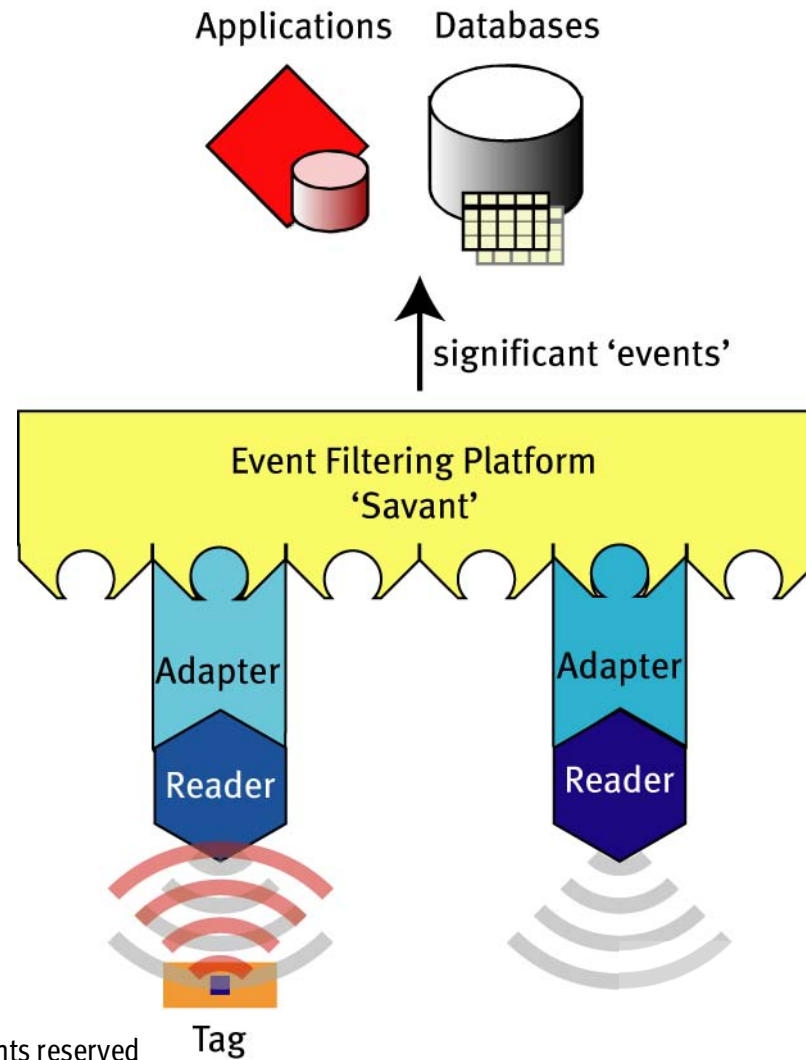 Applications Databases
significant ‘events’
Event Filtering Platform
‘Savant’
Adapter Adapter
Reader Reader
Tag
nts reserved